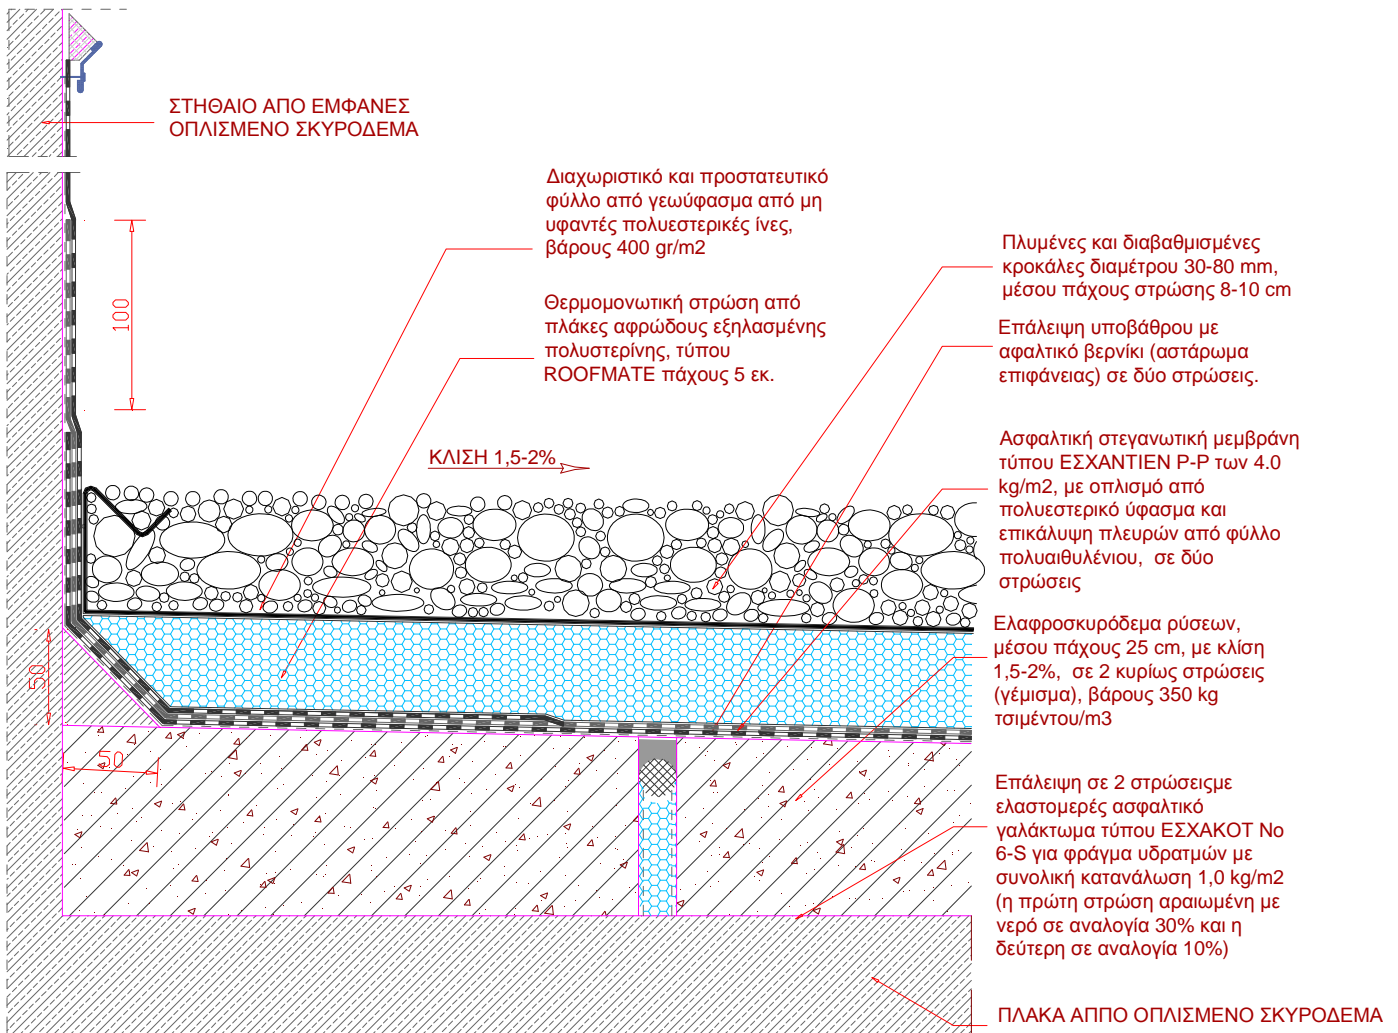 ΣΤΗΘΑΙΟ ΑΠΟ ΕΜΦΑΝΕΣ
ΟΠΛΙΣΜΕΝΟ ΣΚΥΡΟΔΕΜΑ
Διαχωριστικό και προστατευτικό
φύλλο από γεωύφασμα από μη
υφαντές πολυεστερικές ίνες,
βάρους 400 gr/m2
Θερμομονωτική στρώση από
πλάκες αφρώδους εξηλασμένης
πολυστερίνης, τύπου
ROOFMATE πάχους 5 εκ.
ΚΛΙΣΗ 1,5-2%
100
50
50
Πλυμένες και διαβαθμισμένες
κροκάλες διαμέτρου 30-80 mm,
μέσου πάχους στρώσης 8-10 cm
Επάλειψη υποβάθρου με
αφαλτικό βερνίκι (αστάρωμα
επιφάνειας) σε δύο στρώσεις.
Ασφαλτική στεγανωτική μεμβράνη
τύπου ΕΣΧΑΝΤΙΕΝ P-P των 4.0
kg/m2, με οπλισμό από
πολυεστερικό ύφασμα και
επικάλυψη πλευρών από φύλλο
πολυαιθυλένιου, σε δύο
στρώσεις
Ελαφροσκυρόδεμα ρύσεων,
μέσου πάχους 25 cm, με κλίση
1,5-2%, σε 2 κυρίως στρώσεις
(γέμισμα), βάρους 350 kg
τσιμέντου/m3
Επάλειψη σε 2 στρώσειςμε
ελαστομερές ασφαλτικό
γαλάκτωμα τύπου ΕΣΧΑΚΟΤ Νο
6-S για φράγμα υδρατμών με
συνολική κατανάλωση 1,0 kg/m2
(η πρώτη στρώση αραιωμένη με
νερό σε αναλογία 30% και η
δεύτερη σε αναλογία 10%)
ΠΛΑΚΑ ΑΠΠΟ ΟΠΛΙΣΜΕΝΟ ΣΚΥΡΟΔΕΜΑ